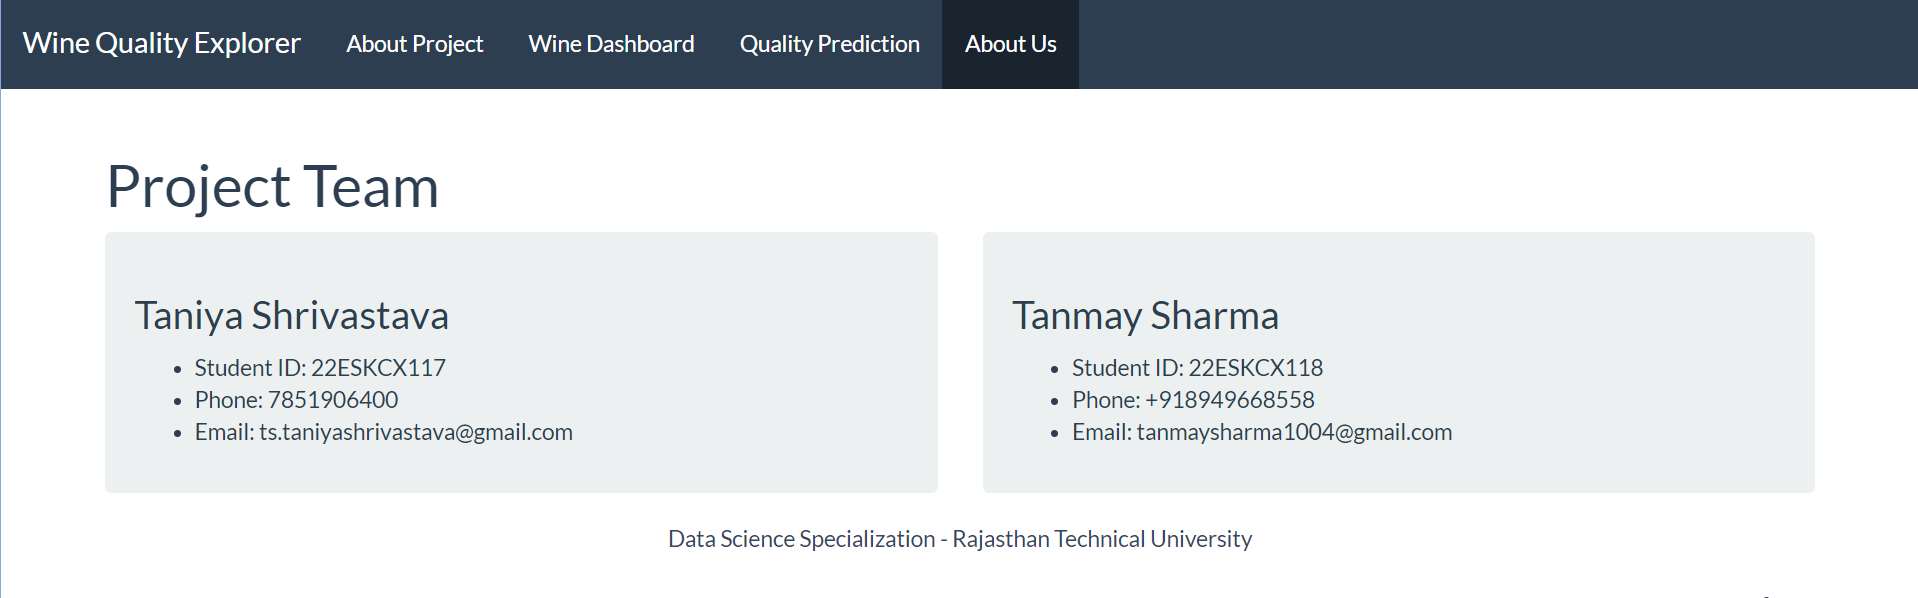 Wine Quality Explorer About Project Wine Dashboard Quality Prediction About Us
Project Team
Taniya Shrivastava
• Student ID: 22ESKCX117
• Phone: 7851906400
• Email: ts.taniyashrivastava@gmail.com
Tanmay Sharma
• Student ID: 22ESKCX118
• Phone: +918949668558
• Email: tanmaysharma1004@gmail.com
Data Science Specialization - Rajasthan Technical University